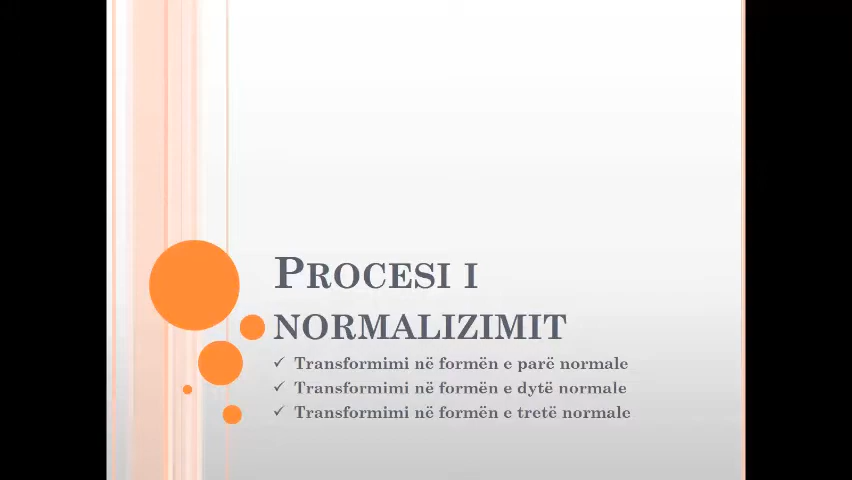 PROCESI I
NORMALIZIMIT
✓ Transformimi në formën e parë normale
✓ Transformimi në formën e dytë normale
✓ Transformimi në formën e tretë normale